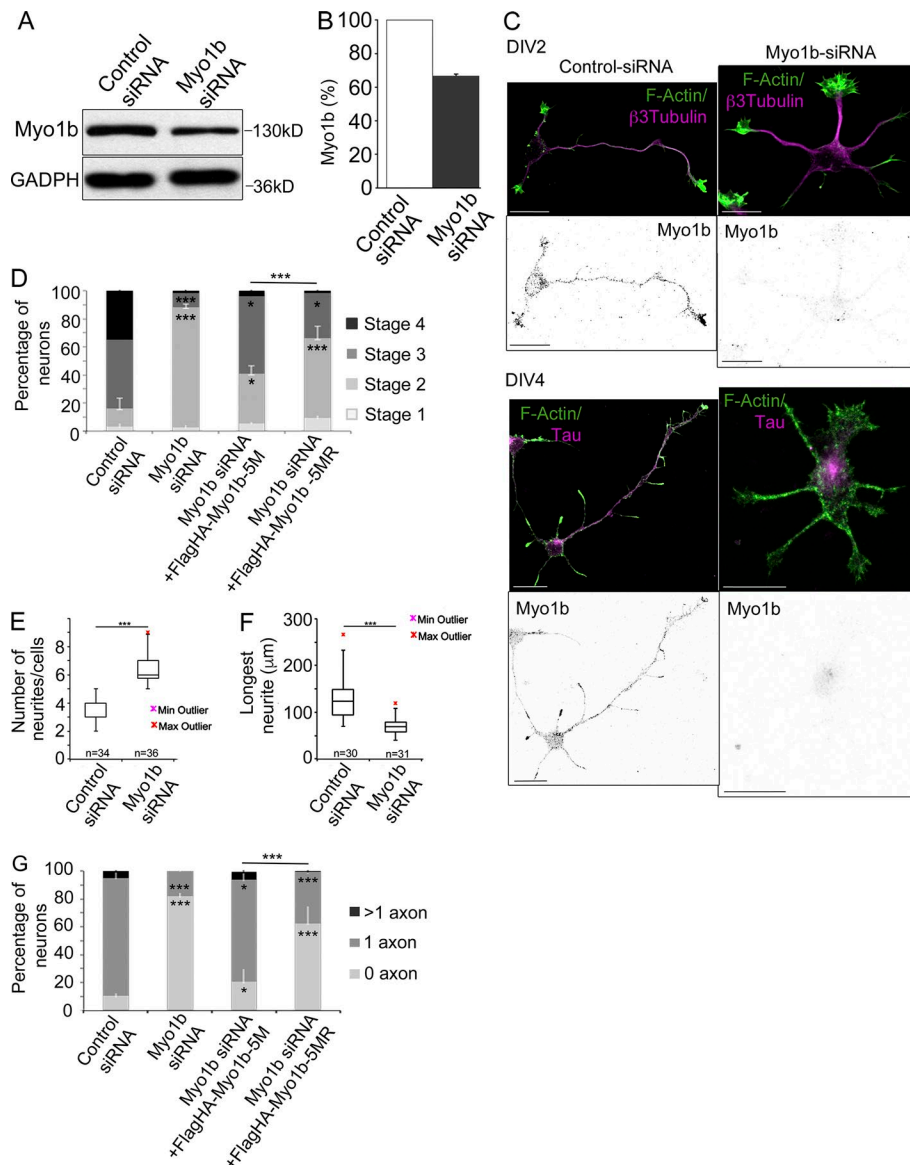 A
Control
siRNA
Myo1b
siRNA
Myo1b
–130kD
GADPH
–36kD
B
Myo1b (%)
100
80
60
40
20
0
Control
siRNA
Myo1b
siRNA
C
DIV2
Control-siRNA
Myo1b-siRNA
F-Actin/
β3Tubulin
F-Actin/
β3Tubulin
Myo1b
Myo1b
DIV4
F-Actin/
Tau
F-Actin/
Tau
Myo1b
Myo1b
D
Percentage of
neurons
100
80
60
40
20
0
***
***
***
*
*
*
***
Stage 4
Stage 3
Stage 2
Stage 1
Control
siRNA
Myo1b
siRNA
Myo1b siRNA
+FlagHA-Myo1b-5M
Myo1b siRNA
+FlagHA-Myo1b -5MR
E
Number of
neurites/cells
8
6
4
2
0
***
×Min Outlier
×Max Outlier
n=34
n=36
Control
siRNA
Myo1b
siRNA
F
Longest
neurite (μm)
300
200
100
0
***
×Min Outlier
×Max Outlier
n=30
n=31
Control
siRNA
Myo1b
siRNA
G
Percentage of
neurons
100
80
60
40
20
0
***
***
***
*
*
***
***
>1 axon
1 axon
0 axon
Control
siRNA
Myo1b
siRNA
Myo1b siRNA
+FlagHA-Myo1b-5M
Myo1b siRNA
+FlagHA-Myo1b-5MR